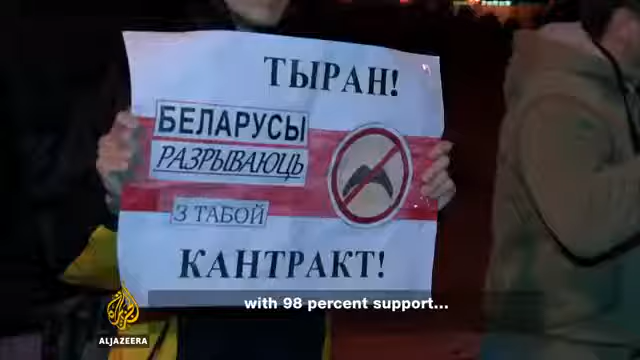 ТЫРАН!
БЕЛАРУСЫ
РАЗРЫВАЮЦЬ
З ТАБОЙ
КАНТРАКТ!
with 98 percent support...
ALJAZEERA